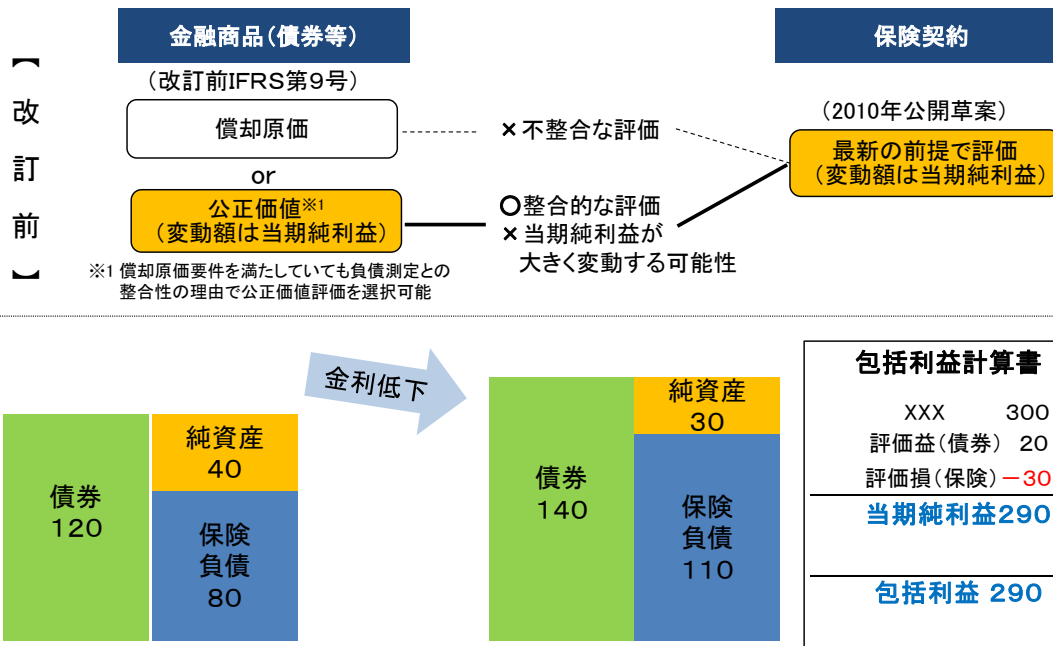 【改訂前】
金融商品(債券等)
保険契約
(改訂前IFRS第9号)
償却原価
or
公正価値※1
(変動額は当期純利益)
※1 償却原価要件を満たしていても負債測定との
整合性の理由で公正価値評価を選択可能
×不整合な評価
○整合的な評価
×当期純利益が
大きく変動する可能性
(2010年公開草案)
最新の前提で評価
(変動額は当期純利益)
債券
120
純資産
40
保険
負債
80
金利低下
債券
140
純資産
30
保険
負債
110
包括利益計算書
XXX 300
評価益(債券) 20
評価損(保険) －30
当期純利益290
包括利益 290